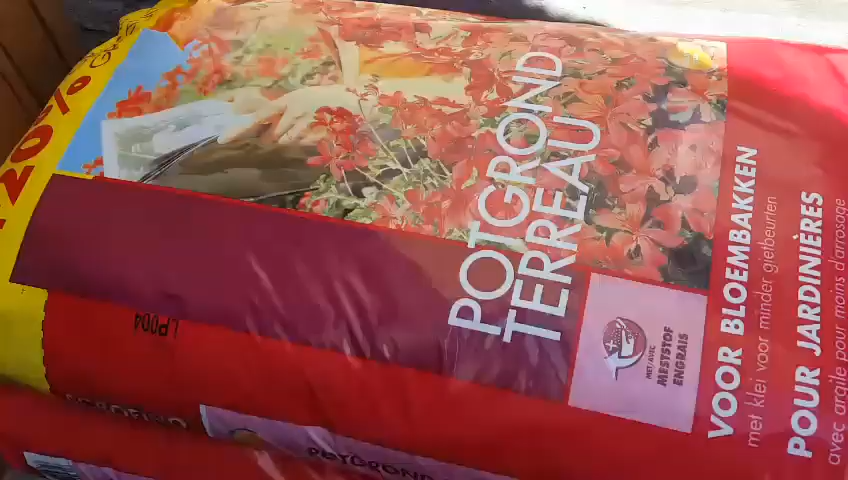 +20%
POTGROND
TERREAU
VOOR BLOEMBAKKEN
met klei voor minder gietbeurten
POUR JARDINIÈRES
avec argile pour moins d'arrosage
MET/AVEC
MESTSTOF
ENGRAIS
LP004
POTGROND